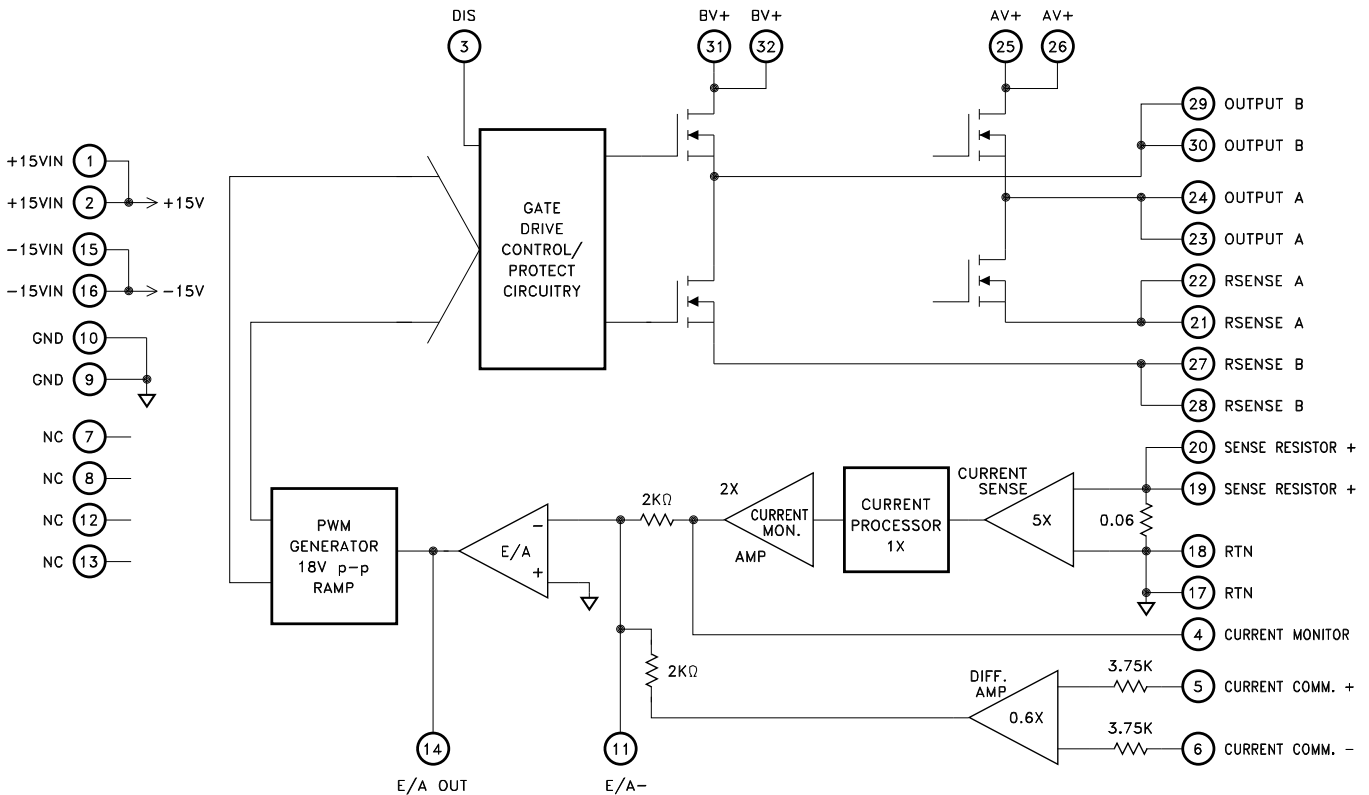 DIS
BV+ BV+
AV+ AV+
3
31 32
25 26
29 OUTPUT B
30 OUTPUT B
24 OUTPUT A
23 OUTPUT A
22 RSENSE A
21 RSENSE A
27 RSENSE B
28 RSENSE B
20 SENSE RESISTOR +
19 SENSE RESISTOR +
18 RTN
17 RTN
4 CURRENT MONITOR
5 CURRENT COMM. +
6 CURRENT COMM. -
+15VIN 1
+15VIN 2
+15V
-15VIN 15
-15VIN 16
-15V
GND 10
GND 9
NC 7
NC 8
NC 12
NC 13
GATE
DRIVE
CONTROL/
PROTECT
CIRCUITRY
PWM
GENERATOR
18V p-p
RAMP
E/A
-
+
2KΩ
2X
CURRENT
MON.
AMP
CURRENT
PROCESSOR
1X
CURRENT
SENSE
5X
0.06
2KΩ
DIFF.
AMP
0.6X
3.75K
3.75K
14
E/A OUT
11
E/A-